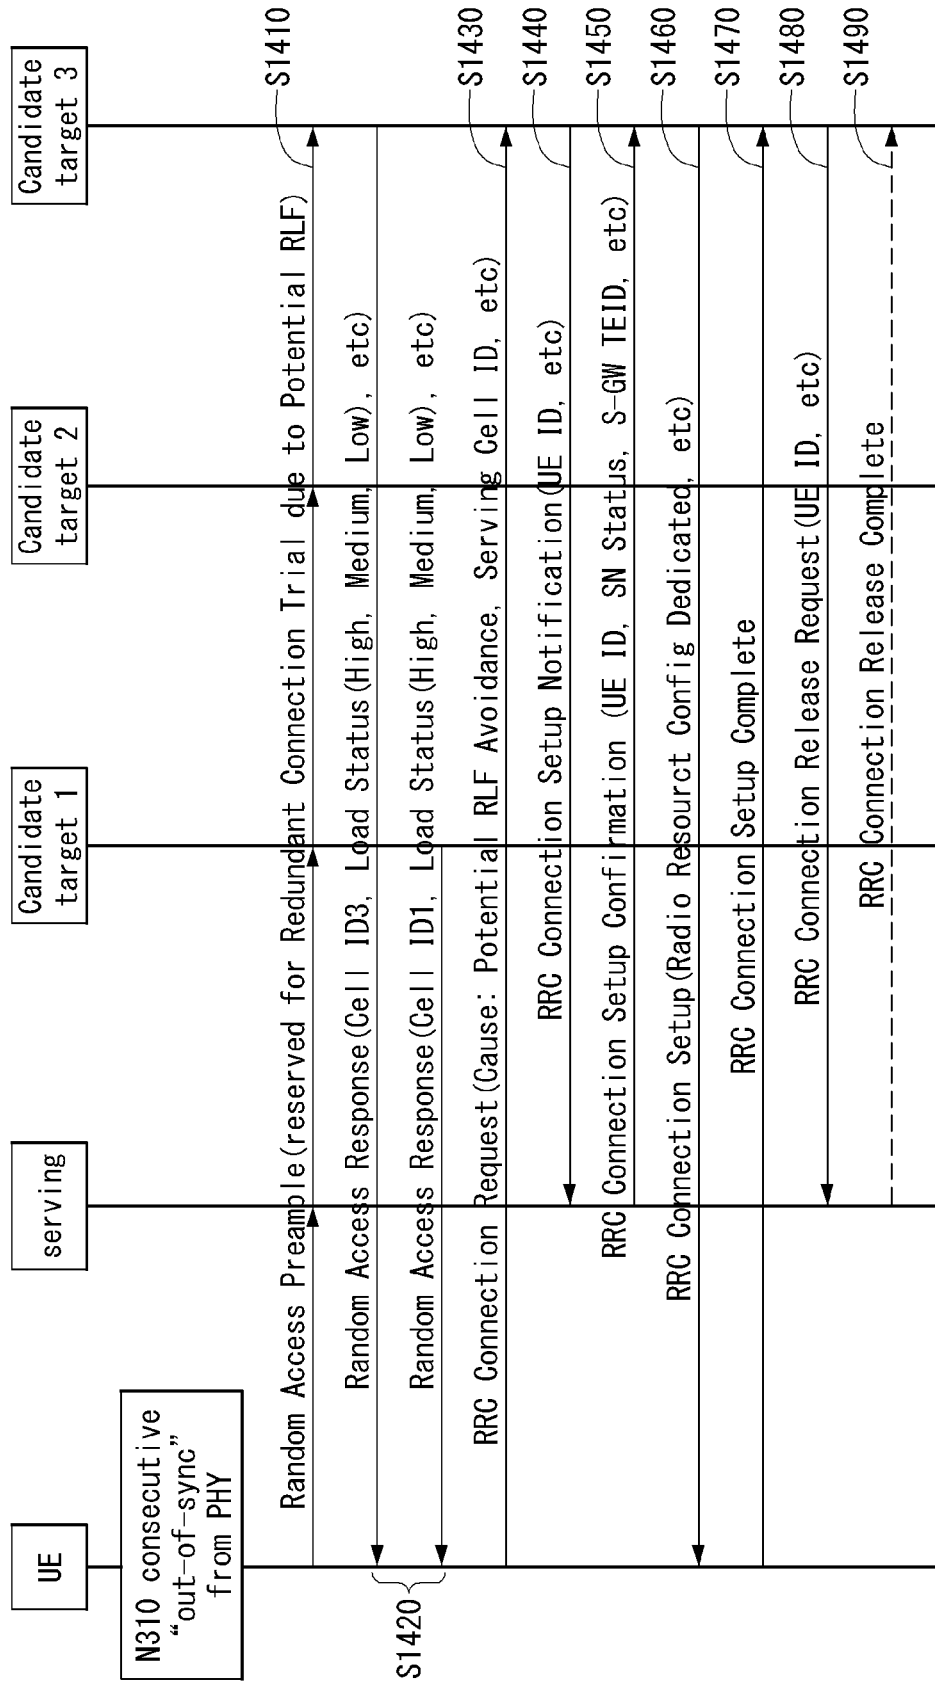 UE
serving
Candidate
target 1
Candidate
target 2
Candidate
target 3
N310 consecutive
“out-of-sync”
from PHY
Random Access Preamble(reserved for Redundant Connection Trial due to Potential RLF)
S1410
Random Access Response(Cell ID3, Load Status(High, Medium, Low), etc)
Random Access Response(Cell ID1, Load Status(High, Medium, Low), etc)
S1420
RRC Connection Request(Cause: Potential RLF Avoidance, Serving Cell ID, etc)
S1430
RRC Connection Setup Notification(UE ID, etc)
S1440
RRC Connection Setup Confirmation (UE ID, SN Status, S-GW TEID, etc)
S1450
RRC Connection Setup(Radio Resourct Config Dedicated, etc)
S1460
RRC Connection Setup Complete
S1470
RRC Connection Release Request(UE ID, etc)
S1480
RRC Connection Release Complete
S1490